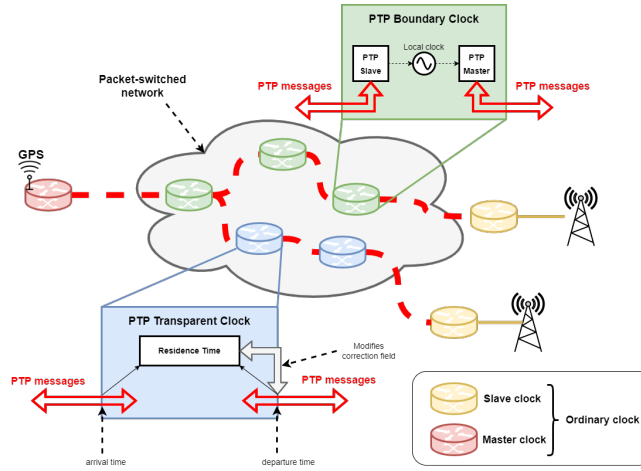 PTP Boundary Clock
PTP
Slave
Local clock
PTP
Master
PTP messages
PTP messages
Packet-switched
network
GPS
PTP Transparent Clock
Residence Time
Modifies
correction field
PTP messages
PTP messages
arrival time
departure time
Slave clock
Master clock
Ordinary clock